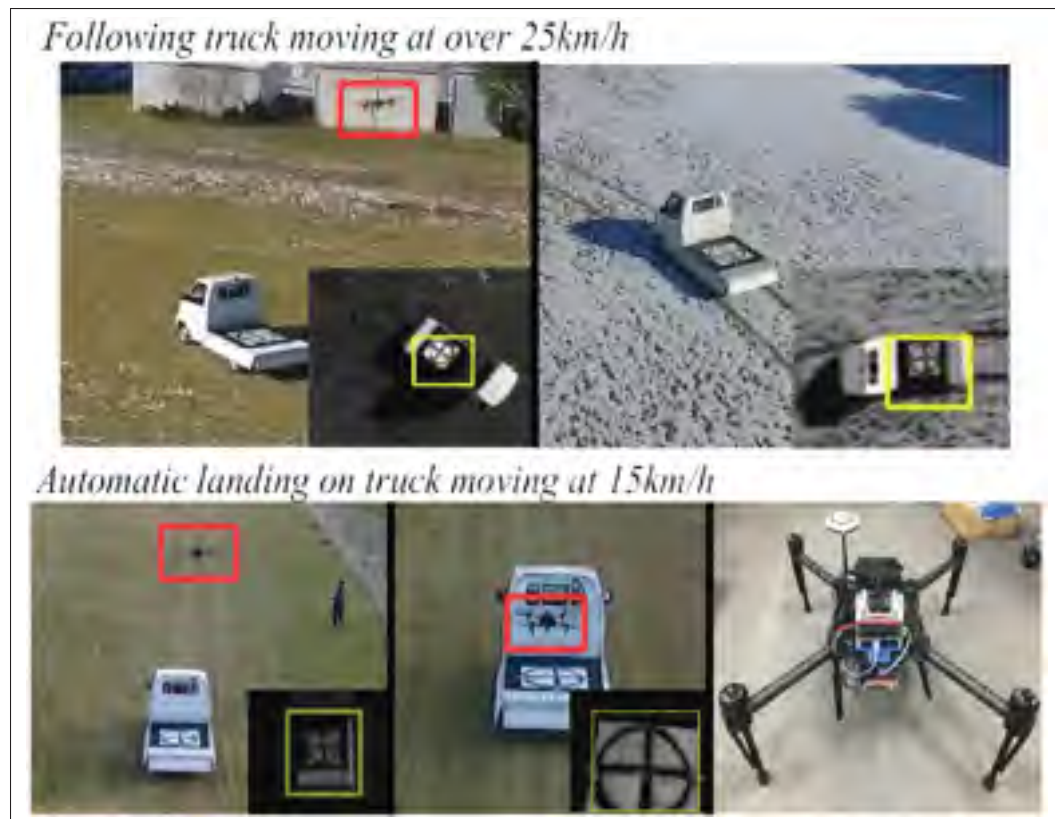 Following truck moving at over 25km/h
Automatic landing on truck moving at 15km/h